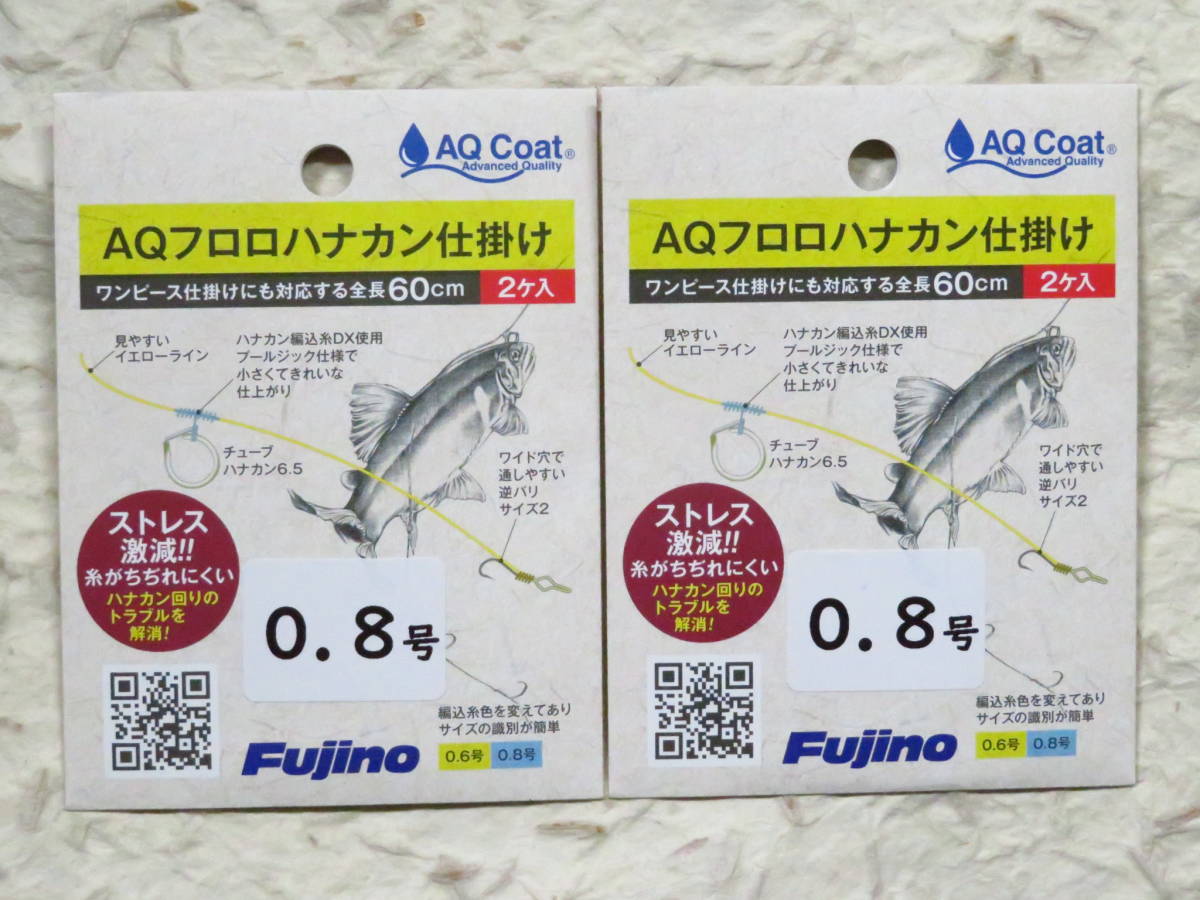 AQ Coat®
Advanced Quality
AQフロロハナカン仕掛け
ワンピース仕掛けにも対応する全長60cm 2ケ入
見やすい
イエローライン
ハナカン編込糸DX使用
プールジック仕様で
小さくてきれいな
仕上がり
チューブ
ハナカン6.5
ワイド穴で
通しやすい
逆バリ
サイズ2
ストレス
激減!!
糸がちぢれにくい
ハナカン回りの
トラブルを
解消!
0.8号
編込糸色を変えてあり
サイズの識別が簡単
Fujino
0.6号 0.8号
AQ Coat®
Advanced Quality
AQフロロハナカン仕掛け
ワンピース仕掛けにも対応する全長60cm 2ケ入
見やすい
イエローライン
ハナカン編込糸DX使用
プールジック仕様で
小さくてきれいな
仕上がり
チューブ
ハナカン6.5
ワイド穴で
通しやすい
逆バリ
サイズ2
ストレス
激減!!
糸がちぢれにくい
ハナカン回りの
トラブルを
解消!
0.8号
編込糸色を変えてあり
サイズの識別が簡単
Fujino
0.6号 0.8号